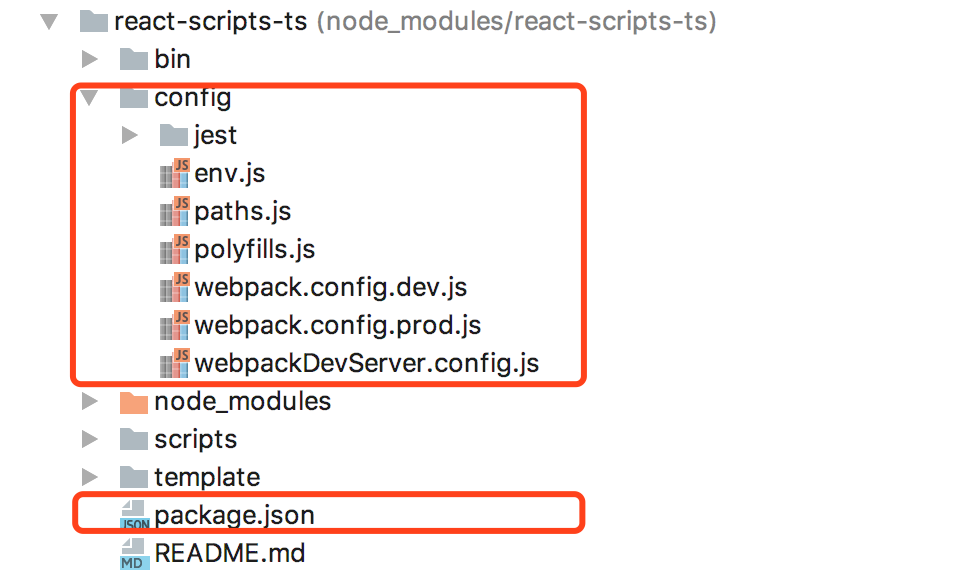 react-scripts-ts (node_modules/react-scripts-ts)
bin
config
jest
JS env.js
JS paths.js
JS polyfills.js
JS webpack.config.dev.js
JS webpack.config.prod.js
JS webpackDevServer.config.js
node_modules
scripts
template
JSON package.json
MD README.md